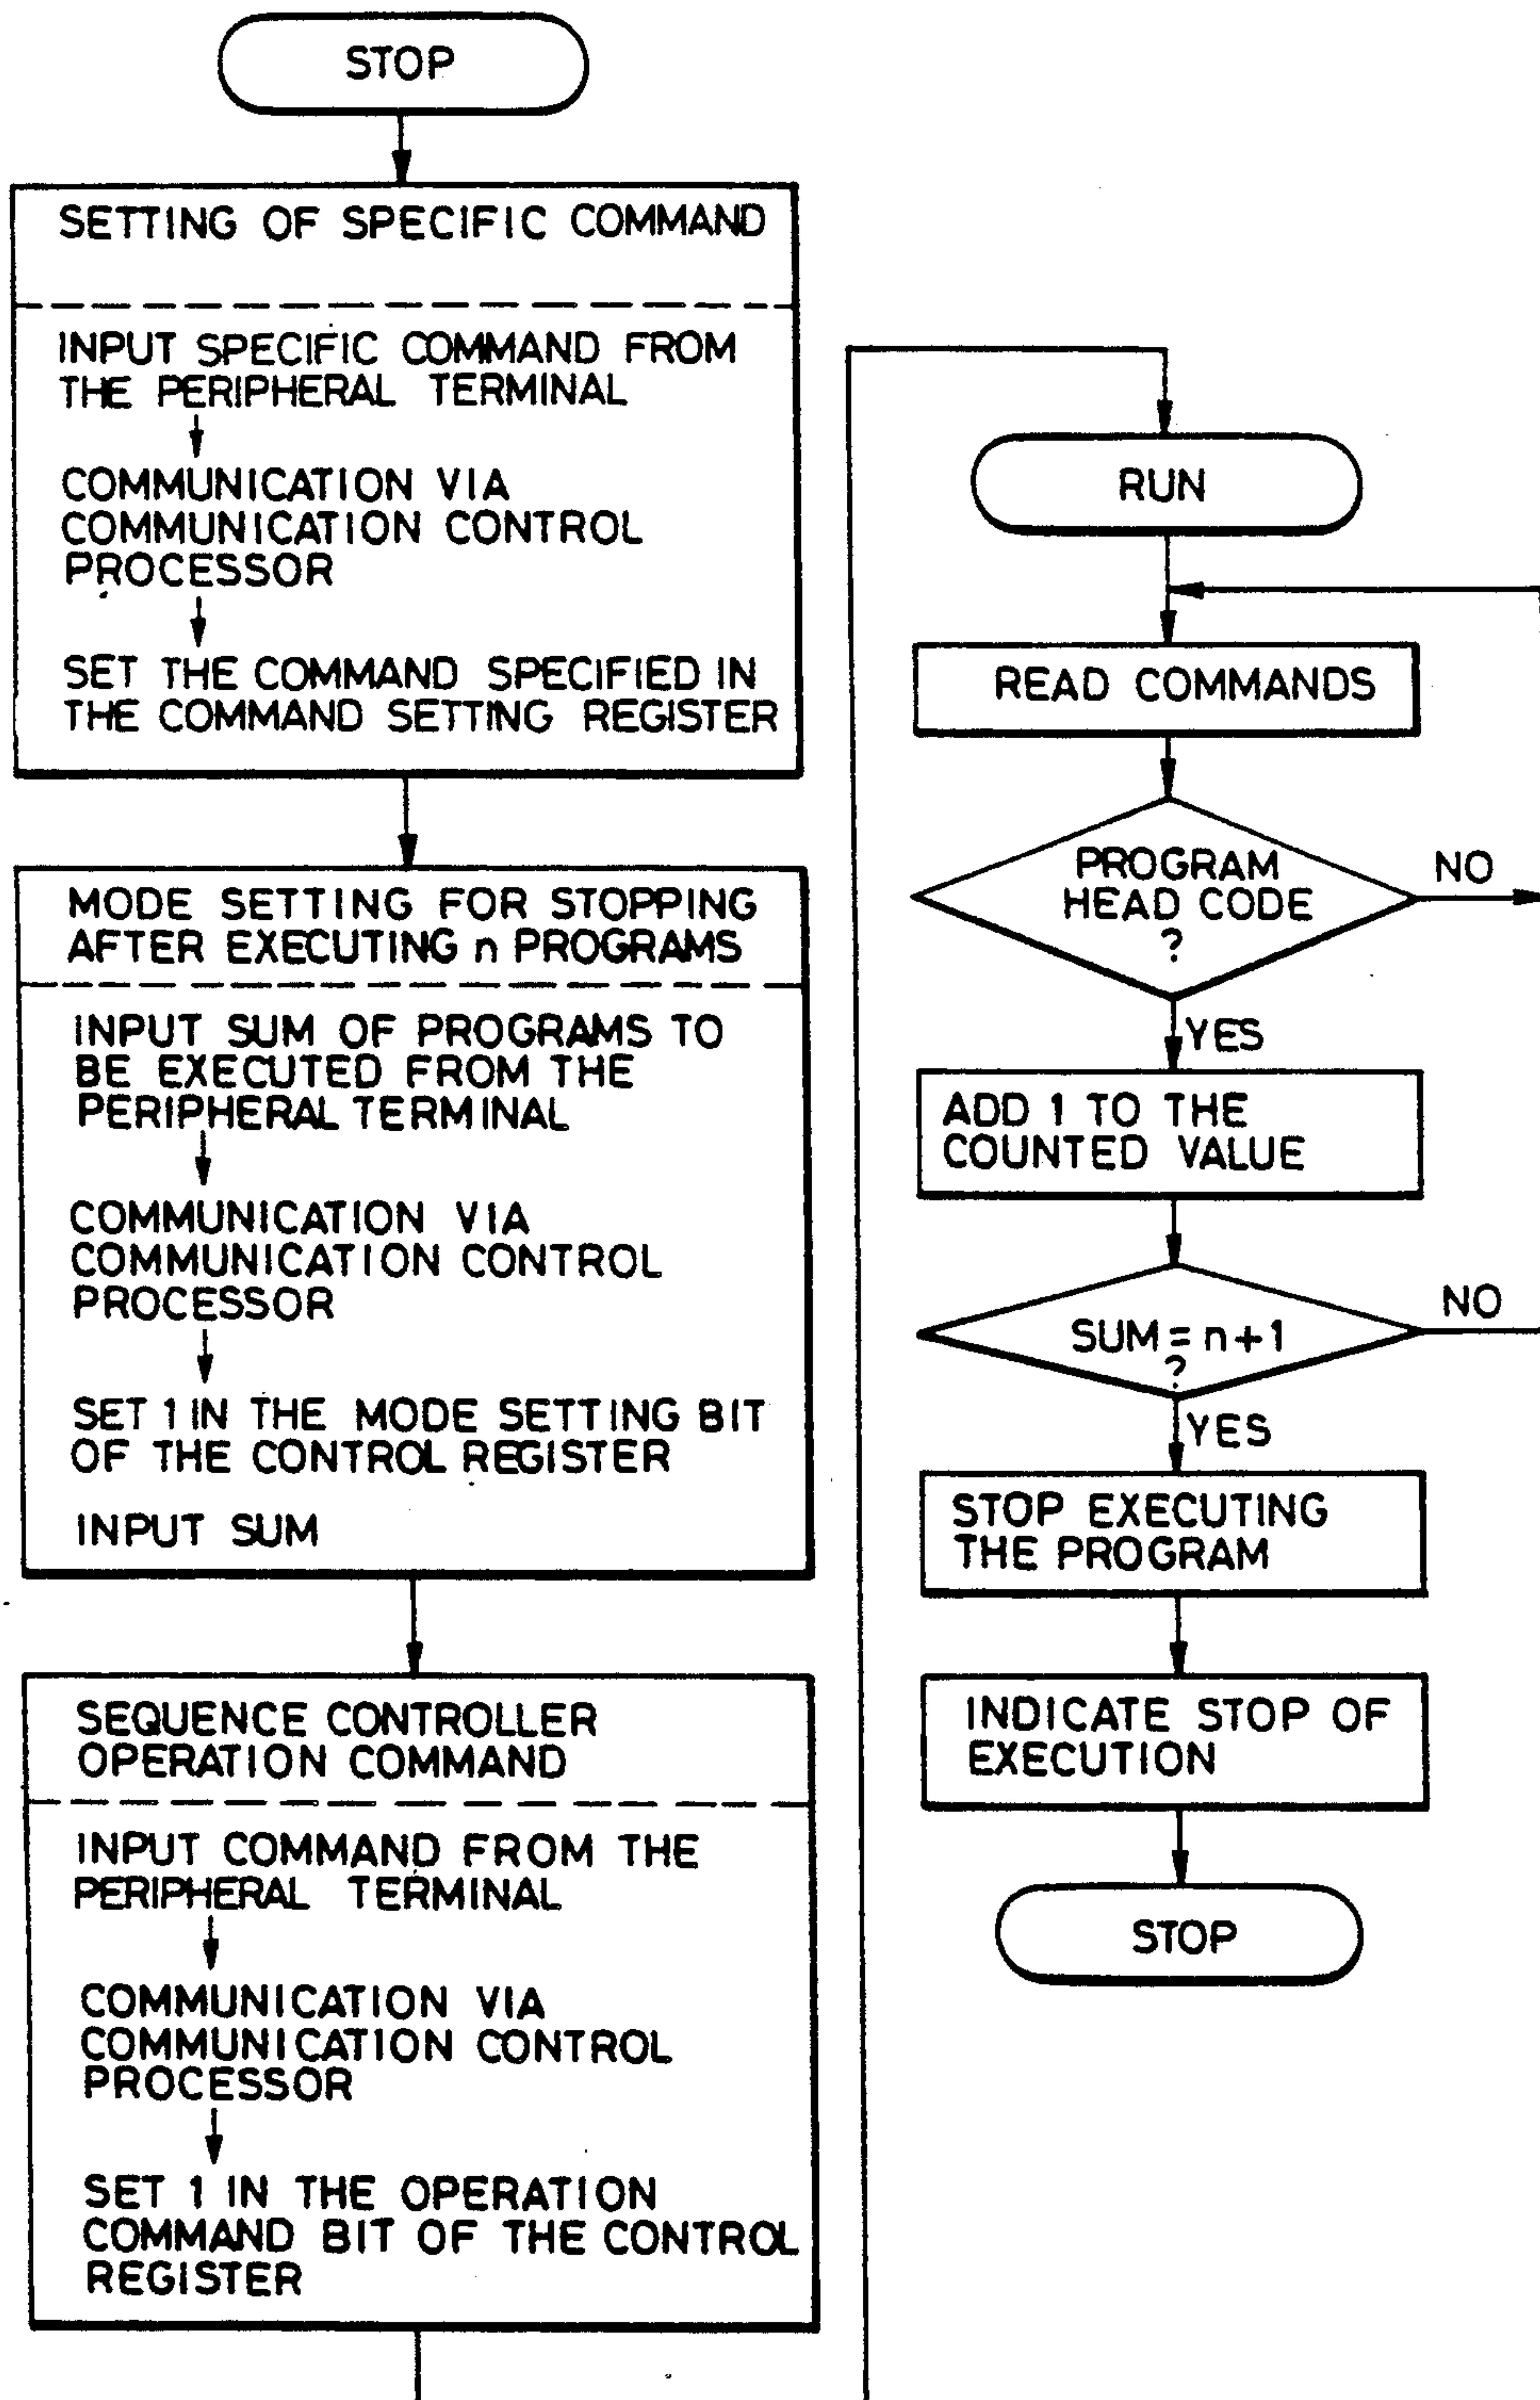 STOP
SETTING OF SPECIFIC COMMAND
INPUT SPECIFIC COMMAND FROM
THE PERIPHERAL TERMINAL
COMMUNICATION VIA
COMMUNICATION CONTROL
PROCESSOR
SET THE COMMAND SPECIFIED IN
THE COMMAND SETTING REGISTER
MODE SETTING FOR STOPPING
AFTER EXECUTING n PROGRAMS
INPUT SUM OF PROGRAMS TO
BE EXECUTED FROM THE
PERIPHERAL TERMINAL
COMMUNICATION VIA
COMMUNICATION CONTROL
PROCESSOR
SET 1 IN THE MODE SETTING BIT
OF THE CONTROL REGISTER
INPUT SUM
SEQUENCE CONTROLLER
OPERATION COMMAND
INPUT COMMAND FROM THE
PERIPHERAL TERMINAL
COMMUNICATION VIA
COMMUNICATION CONTROL
PROCESSOR
SET 1 IN THE OPERATION
COMMAND BIT OF THE CONTROL
REGISTER
RUN
READ COMMANDS
PROGRAM
HEAD CODE
?
NO
YES
ADD 1 TO THE
COUNTED VALUE
SUM = n+1
?
NO
YES
STOP EXECUTING
THE PROGRAM
INDICATE STOP OF
EXECUTION
STOP